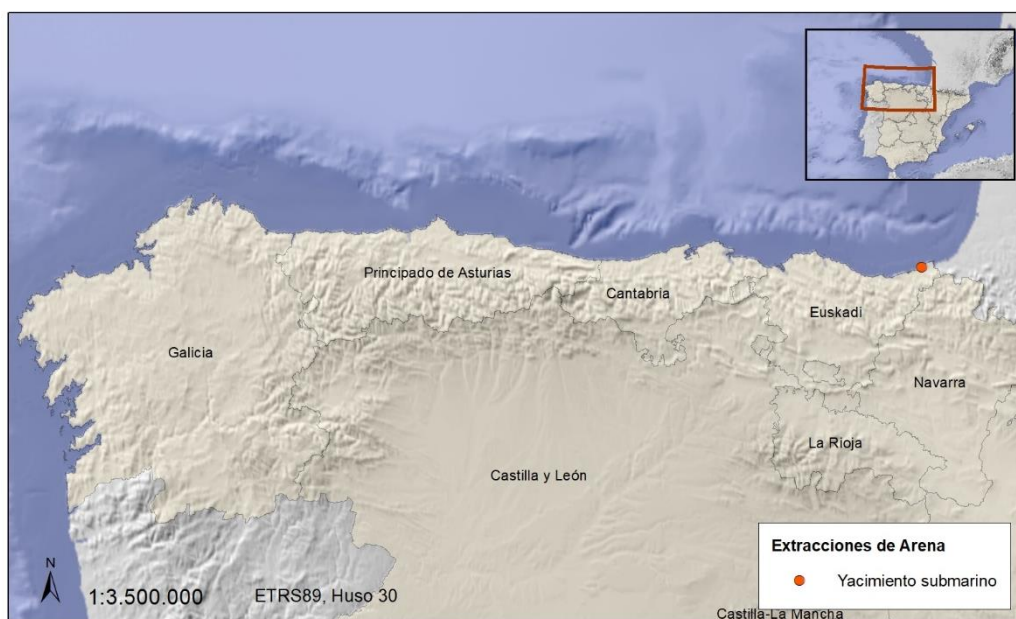 Principado de Asturias
Cantabria
Euskadi
Galicia
Navarra
La Rioja
Castilla y León
Extracciones de Arena
Yacimiento submarino
N
1:3.500.000
ETRS89, Huso 30
Castilla-La Mancha